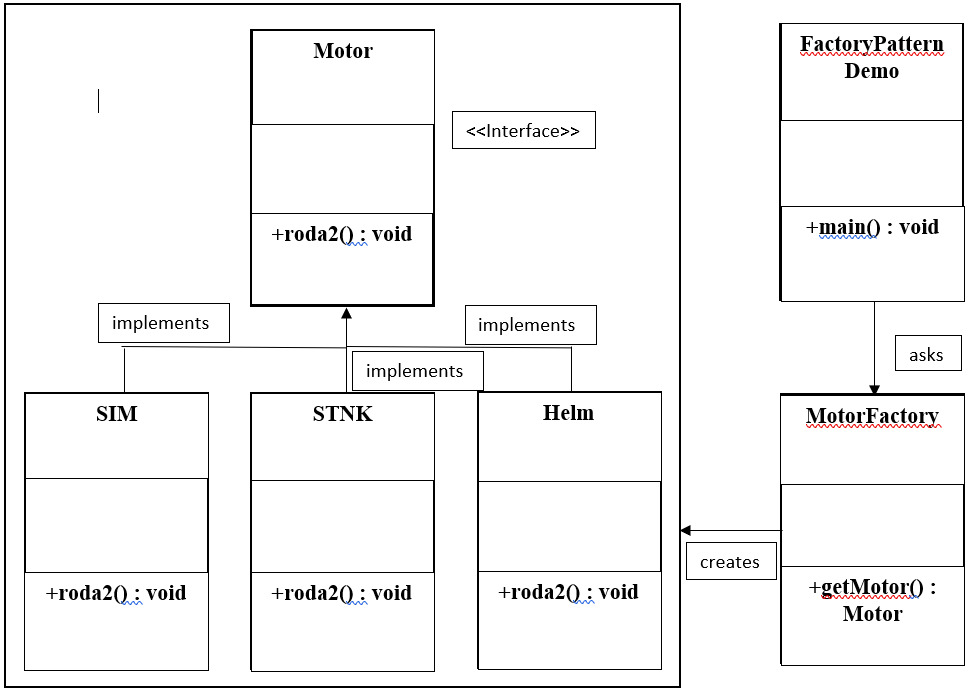 Motor
<<Interface>>
+roda2() : void
FactoryPattern
Demo
+main() : void
implements
implements
implements
asks
SIM
+roda2() : void
STNK
+roda2() : void
Helm
+roda2() : void
MotorFactory
+getMotor() :
Motor
creates